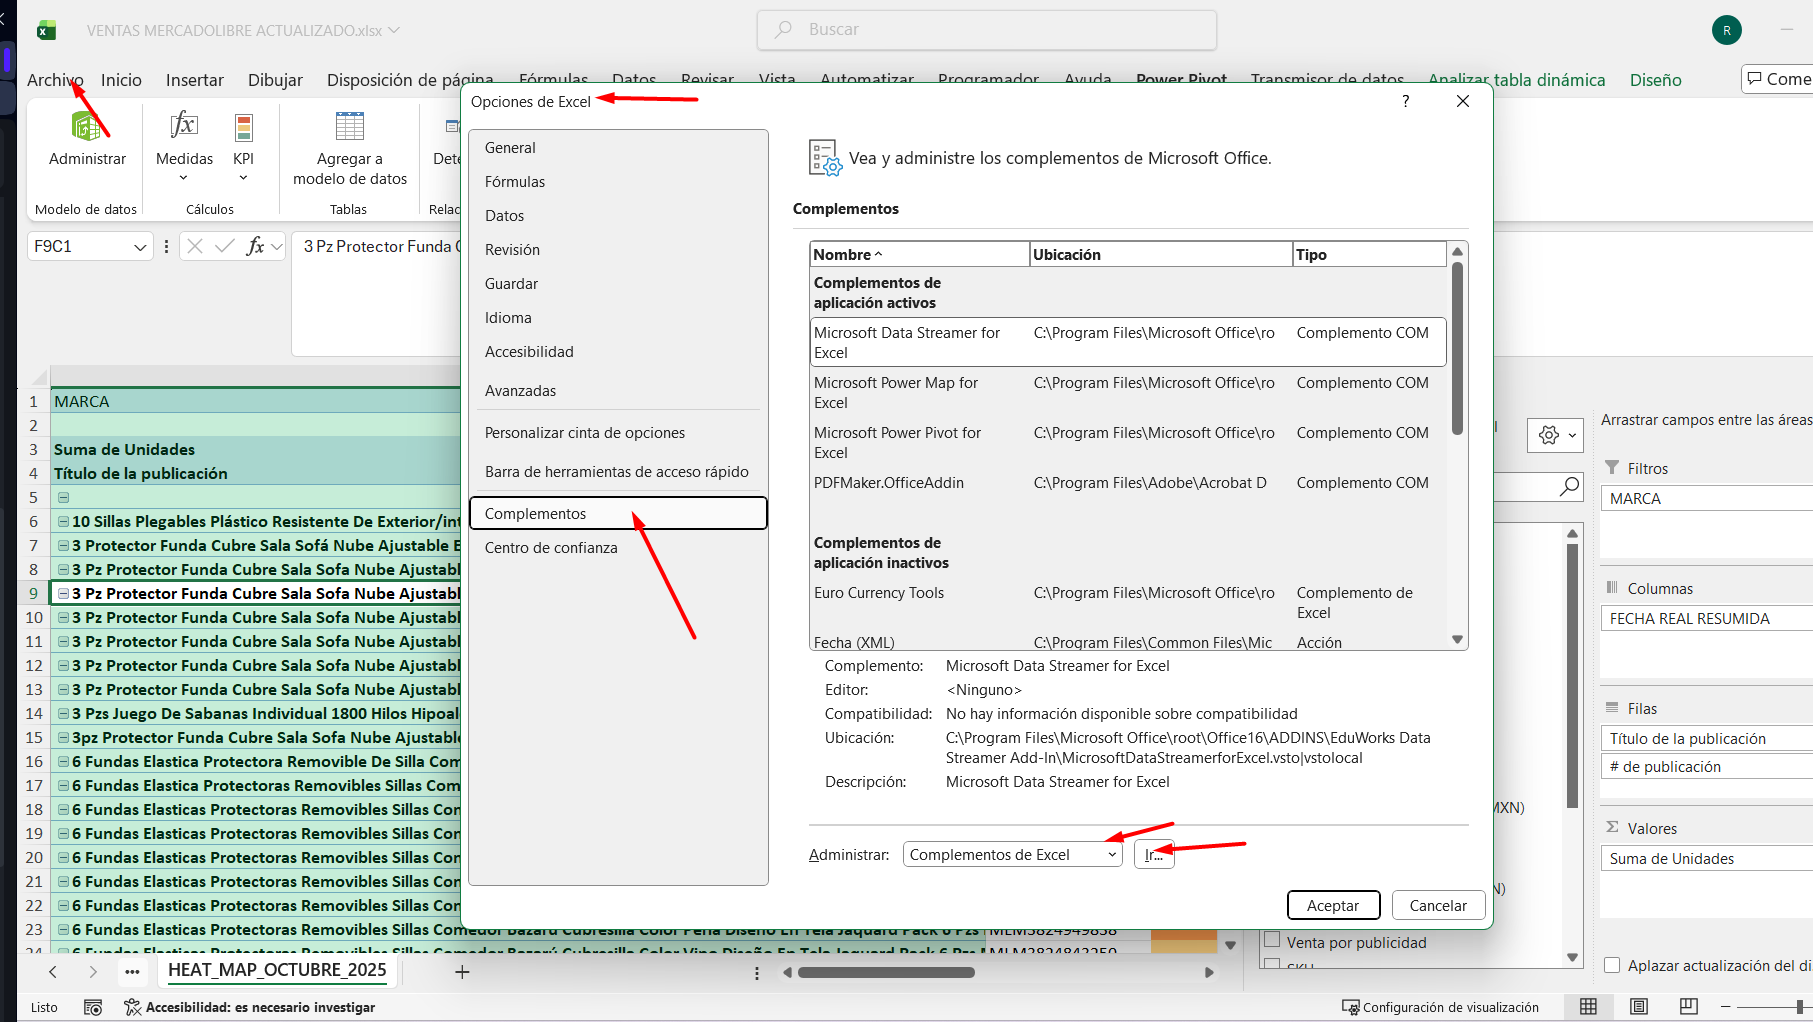 VENTAS MERCADOLIBRE ACTUALIZADO.xlsx
Buscar
R
Archivo Inicio Insertar Dibujar Disposición de página Fórmulas Datos Revisar Vista Automatizar Programador Ayuda Power Pivot Transmisor de datos Analizar tabla dinámica Diseño
Come
Administrar
Medidas
KPI
Agregar a
modelo de datos
Dete
Modelo de datos
Cálculos
Tablas
Relac
F9C1
fx
3 Pz Protector Funda C
1 MARCA
2
3 Suma de Unidades
4 Título de la publicación
5
6 10 Sillas Plegables Plástico Resistente De Exterior/int
7 3 Protector Funda Cubre Sala Sofá Nube Ajustable E
8 3 Pz Protector Funda Cubre Sala Sofa Nube Ajustabl
9 3 Pz Protector Funda Cubre Sala Sofa Nube Ajustabl
10 3 Pz Protector Funda Cubre Sala Sofa Nube Ajustabl
11 3 Pz Protector Funda Cubre Sala Sofa Nube Ajustabl
12 3 Pz Protector Funda Cubre Sala Sofa Nube Ajustabl
13 3 Pz Protector Funda Cubre Sala Sofa Nube Ajustabl
14 3 Pzs Juego De Sabanas Individual 1800 Hilos Hipoal
15 3pz Protector Funda Cubre Sala Sofa Nube Ajustabl
16 6 Fundas Elastica Protectora Removible De Silla Com
17 6 Fundas Elasticas Protectoras Removibles Sillas Com
18 6 Fundas Elasticas Protectoras Removibles Sillas Con
19 6 Fundas Elasticas Protectoras Removibles Sillas Con
20 6 Fundas Elasticas Protectoras Removibles Sillas Con
21 6 Fundas Elasticas Protectoras Removibles Sillas Con
22 6 Fundas Elasticas Protectoras Removibles Sillas Con
23 6 Fundas Elasticas Protectoras Removibles Sillas Comedor Bazaru Cubresilla Color Perla Diseño En Tela Jaquard Pack 6 Pzs MLM3824949838
Opciones de Excel
?
General
Fórmulas
Datos
Revisión
Guardar
Idioma
Accesibilidad
Avanzadas
Personalizar cinta de opciones
Barra de herramientas de acceso rápido
Complementos
Centro de confianza
Vea y administre los complementos de Microsoft Office.
Complementos
Nombre Ubicación Tipo
Complementos de
aplicación activos
Microsoft Data Streamer for C:\Program Files\Microsoft Office\ro Complemento COM
Excel
Microsoft Power Map for C:\Program Files\Microsoft Office\ro Complemento COM
Excel
Microsoft Power Pivot for C:\Program Files\Microsoft Office\ro Complemento COM
Excel
PDFMaker.OfficeAddin C:\Program Files\Adobe\Acrobat D Complemento COM
Complementos de
aplicación inactivos
Euro Currency Tools C:\Program Files\Microsoft Office\ro Complemento de
Excel
Fecha (XML) C:\Program Files\Common Files\Mic Acción
Complemento: Microsoft Data Streamer for Excel
Editor: <Ninguno>
Compatibilidad: No hay información disponible sobre compatibilidad
Ubicación: C:\Program Files\Microsoft Office\root\Office16\ADDINS\EduWorks Data
Streamer Add-In\MicrosoftDataStreamerforExcel.vsto|vstolocal
Descripción: Microsoft Data Streamer for Excel
Administrar: Complementos de Excel Ir...
Aceptar Cancelar
Arrastrar campos entre las áreas
Filtros
MARCA
Columnas
FECHA REAL RESUMIDA
Filas
Título de la publicación
# de publicación
MXN)
Valores
Suma de Unidades
N)
Venta por publicidad
SKU
Aplazar actualización del di
HEAT_MAP_OCTUBRE_2025
Listo
Accesibilidad: es necesario investigar
Configuración de visualización